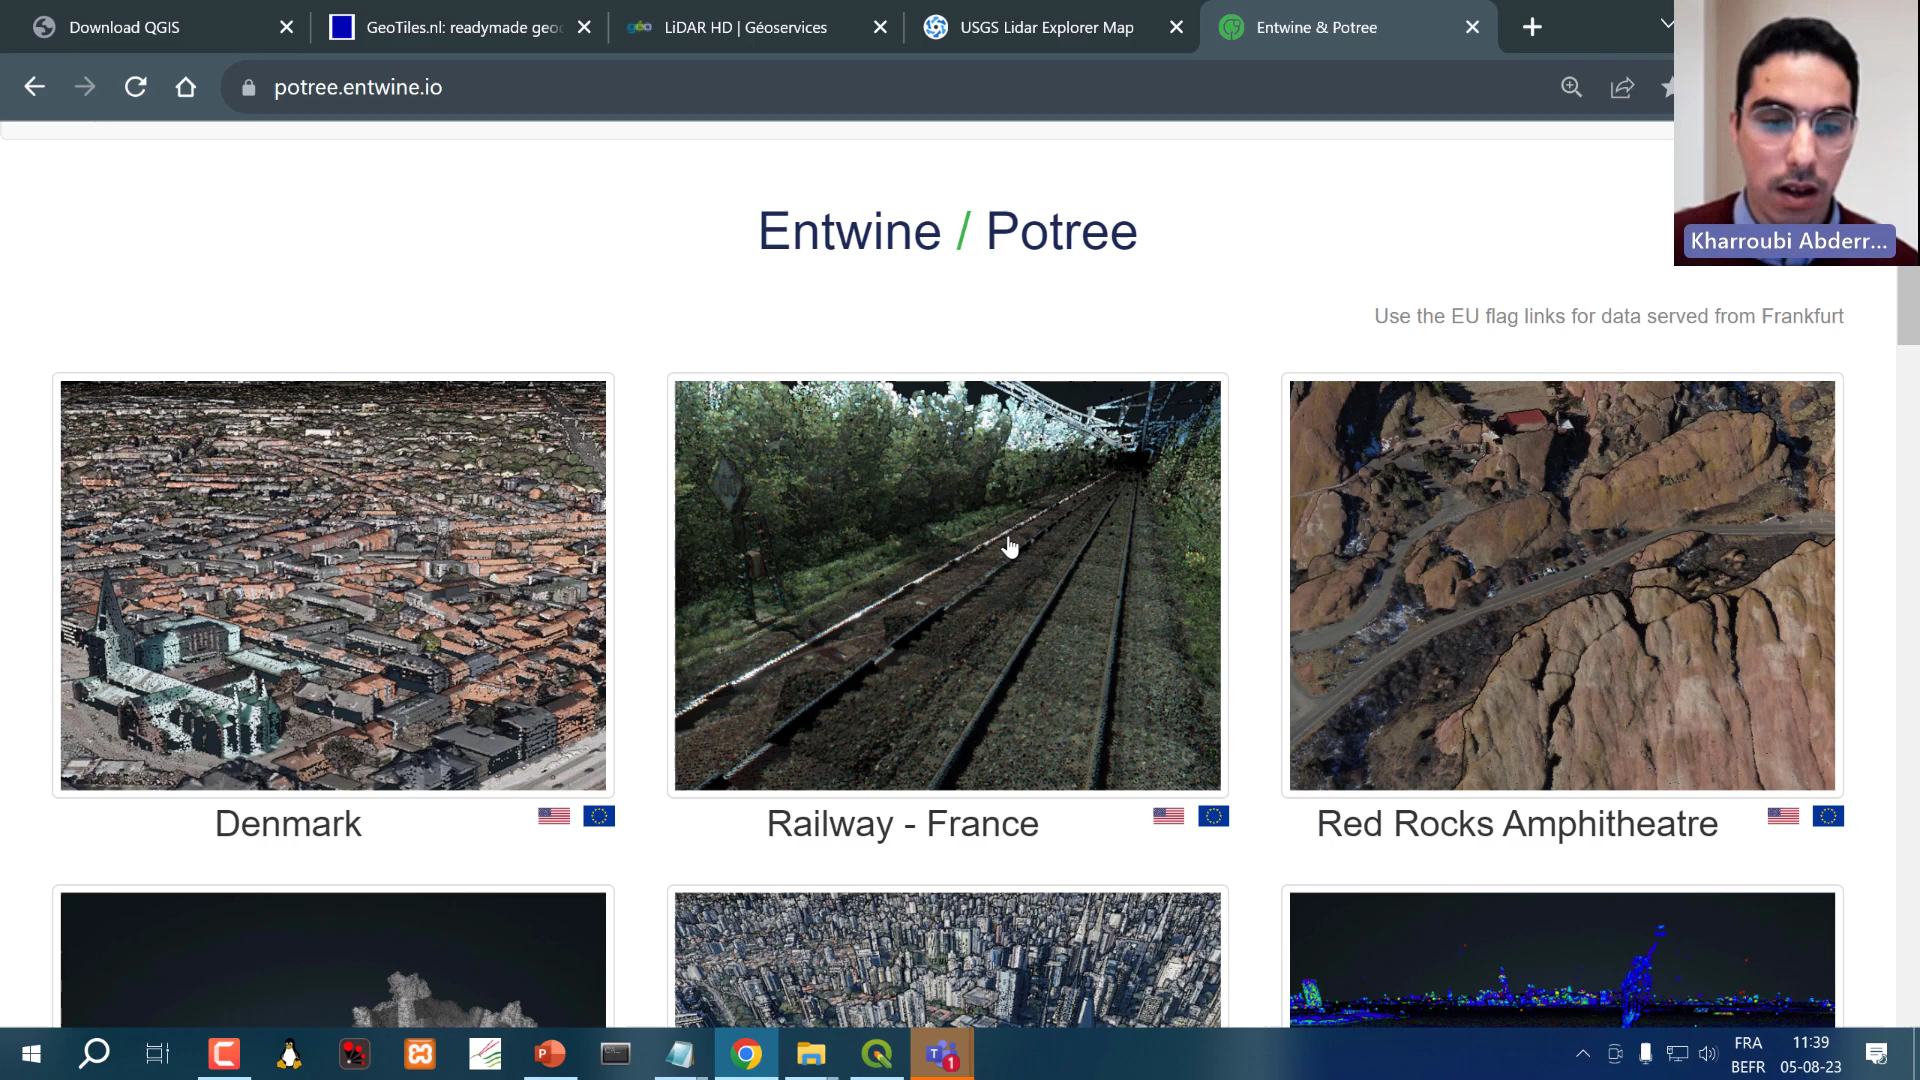 Download QGIS
GeoTiles.nl: readymade geo
LiDAR HD | Géoservices
USGS Lidar Explorer Map
Entwine & Potree
potree.entwine.io
Kharroubi Abderr...
Entwine / Potree
Use the EU flag links for data served from Frankfurt
Denmark
Railway - France
Red Rocks Amphitheatre
FRA
BEFR
11:39
05-08-23